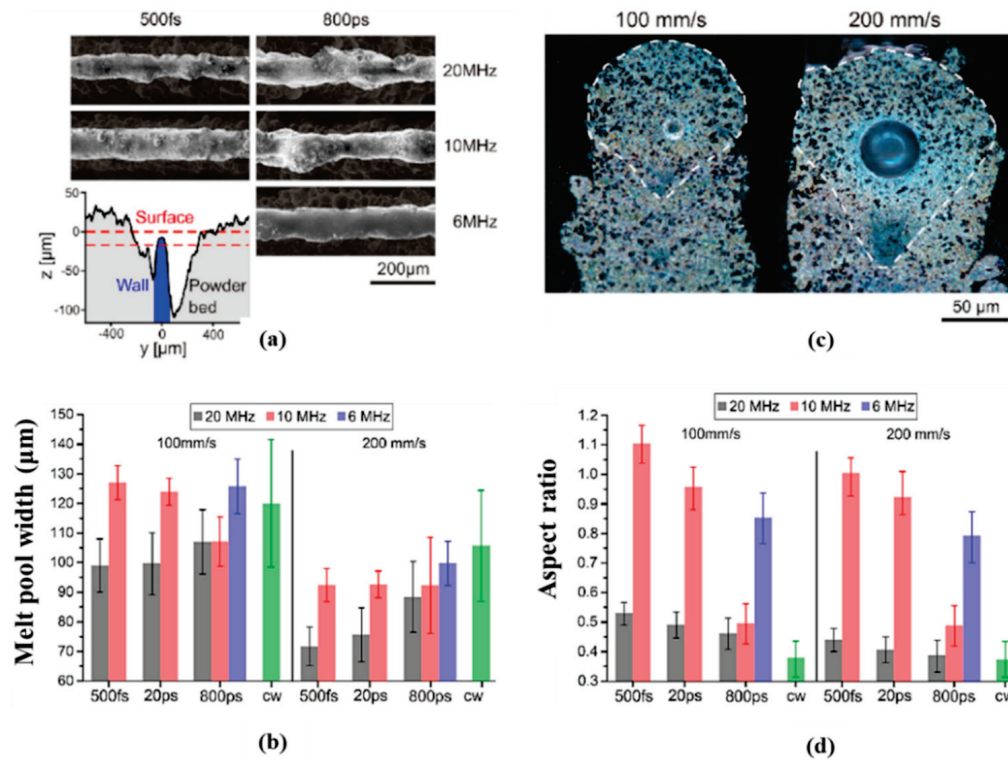 500fs 800ps
20MHz
10MHz
6MHz
200µm
z [µm]
50
0
-50
-100
Surface
Wall
Powder
bed
-400 0 400
y [µm]
(a)
100 mm/s 200 mm/s
50 µm
(c)
Melt pool width (µm)
150
140
130
120
110
100
90
80
70
60
20 MHz 10 MHz 6 MHz
100mm/s 200 mm/s
500fs 20ps 800ps cw 500fs 20ps 800ps cw
(b)
Aspect ratio
1.2
1.1
1.0
0.9
0.8
0.7
0.6
0.5
0.4
0.3
20 MHz 10 MHz 6 MHz
100mm/s 200 mm/s
500fs 20ps 800ps cw 500fs 20ps 800ps cw
(d)